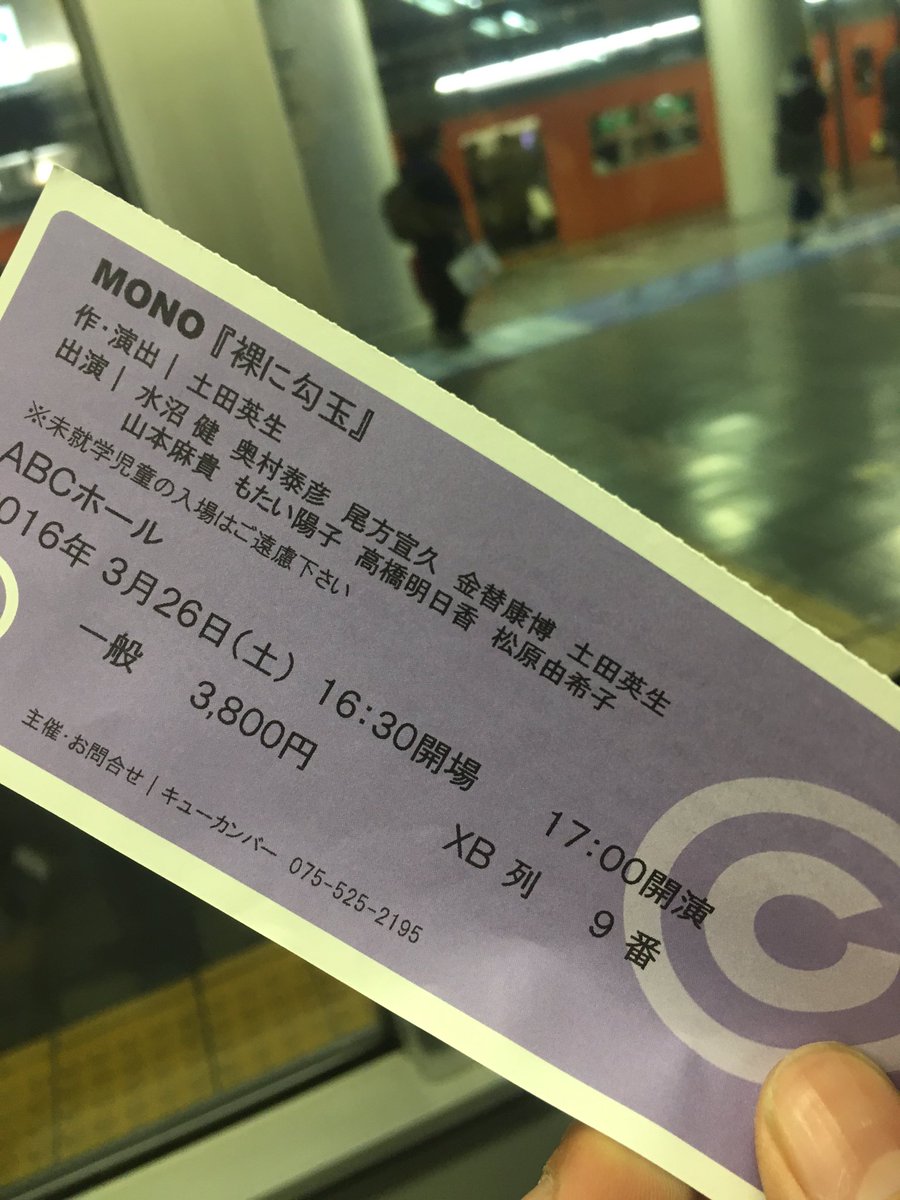 MONO『裸に勾玉』
作・演出 | 土田英生
出演 | 水沼 健 奥村泰彦 尾方宣久 金替康博 土田英生
山本麻貴 もたい陽子 高橋明日香 松原由希子
※未就学児童の入場はご遠慮下さい
ABCホール
2016年 3月26日(土) 16:30開場 17:00開演
一般 3,800円 XB 列 9 番
主催・お問合せ | キューカンバー 075-525-2195